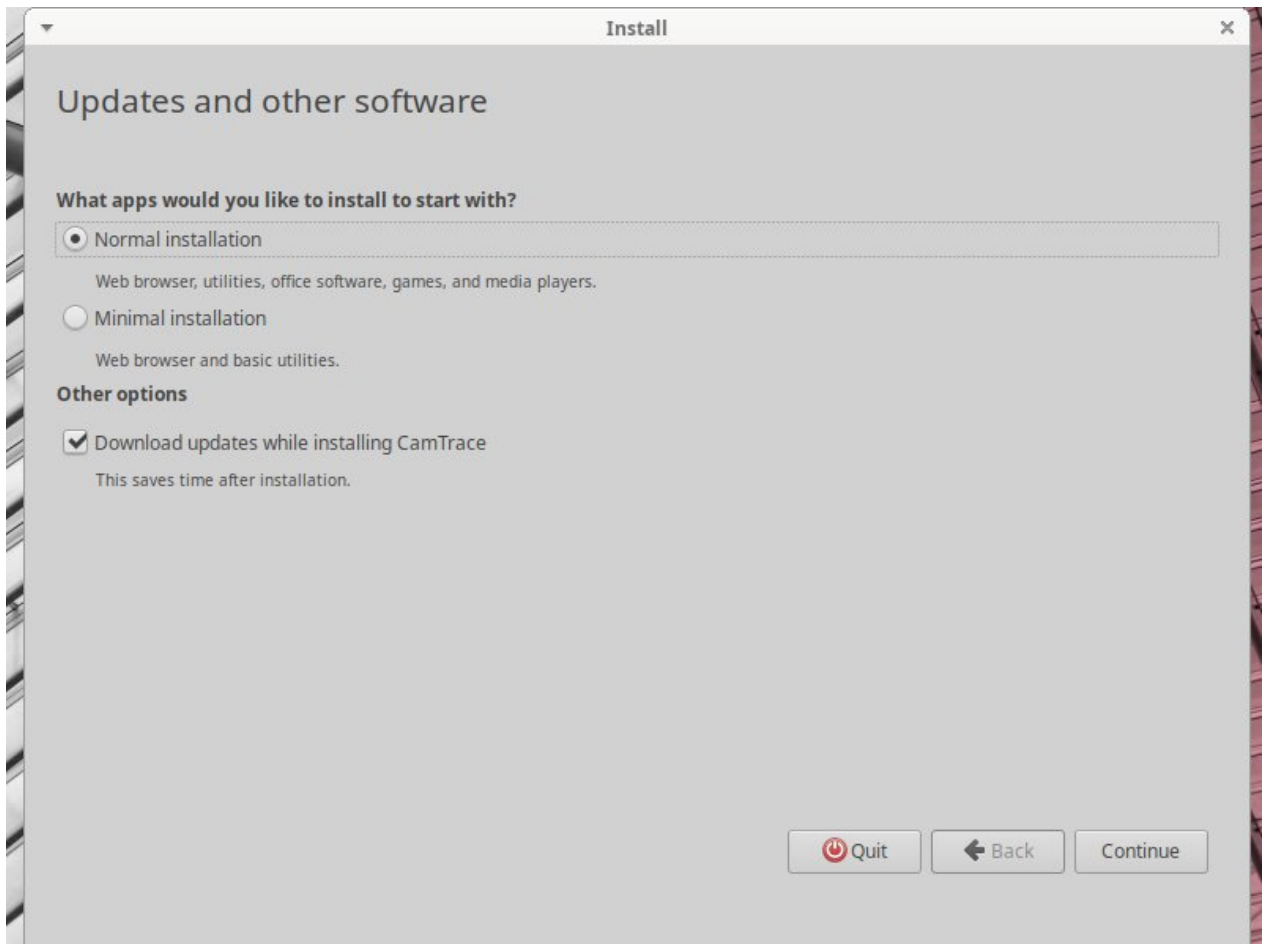 Install
Updates and other software
What apps would you like to install to start with?
Normal installation
Web browser, utilities, office software, games, and media players.
Minimal installation
Web browser and basic utilities.
Other options
Download updates while installing CamTrace
This saves time after installation.
Quit Back Continue